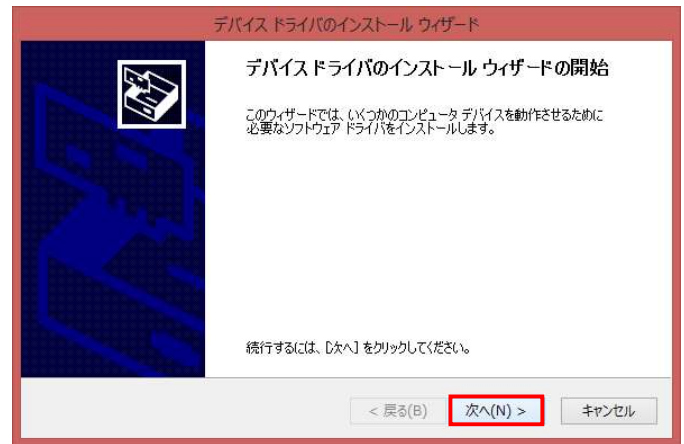 デバイス ドライバのインストール ウィザード
デバイス ドライバのインストール ウィザードの開始
このウィザードでは、いくつかのコンピュータ デバイスを動作させるために
必要なソフトウェア ドライバをインストールします。
続行するには、[次へ] をクリックしてください。
< 戻る(B) 次へ(N) > キャンセル